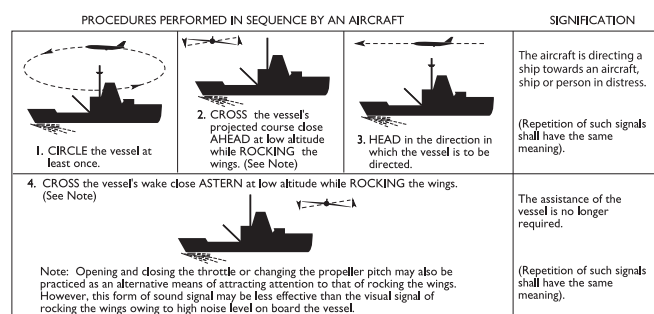 PROCEDURES PERFORMED IN SEQUENCE BY AN AIRCRAFT
SIGNIFICATION
1. CIRCLE the vessel at
least once.
2. CROSS the vessel's
projected course close
AHEAD at low altitude
while ROCKING the
wings. (See Note)
3. HEAD in the direction in
which the vessel is to be
directed.
The aircraft is directing a
ship towards an aircraft,
ship or person in distress.
(Repetition of such signals
shall have the same
meaning).
4. CROSS the vessel's wake close ASTERN at low altitude while ROCKING the wings.
(See Note)
Note: Opening and closing the throttle or changing the propeller pitch may also be
practiced as an alternative means of attracting attention to that of rocking the wings.
However, this form of sound signal may be less effective than the visual signal of
rocking the wings owing to high noise level on board the vessel.
The assistance of the
vessel is no longer
required.
(Repetition of such signals
shall have the same
meaning).